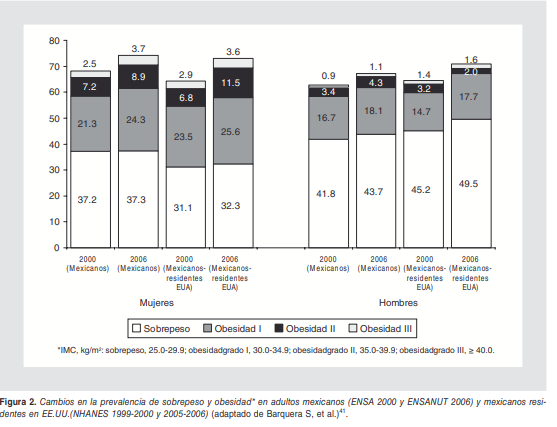 80
70
60
50
40
30
20
10
0
2.5
7.2
21.3
37.2
3.7
8.9
24.3
37.3
2.9
6.8
23.5
31.1
3.6
11.5
25.6
32.3
0.9
3.4
16.7
41.8
1.1
4.3
18.1
43.7
1.4
3.2
14.7
45.2
1.6
2.0
17.7
49.5
2000
(Mexicanos)
2006
(Mexicanos)
2000
(Mexicanos-
residentes
EUA)
2006
(Mexicanos-
residentes
EUA)
2000
(Mexicanos)
2006
(Mexicanos)
2000
(Mexicanos-
residentes
EUA)
2006
(Mexicanos-
residentes
EUA)
Mujeres
Hombres
Sobrepeso Obesidad I Obesidad II Obesidad III
*IMC, kg/m²: sobrepeso, 25.0-29.9; obesidadgrado I, 30.0-34.9; obesidadgrado II, 35.0-39.9; obesidadgrado III, ≥ 40.0.
Figura 2. Cambios en la prevalencia de sobrepeso y obesidad* en adultos mexicanos (ENSA 2000 y ENSANUT 2006) y mexicanos resi-
dentes en EE.UU.(NHANES 1999-2000 y 2005-2006) (adaptado de Barquera S, et al.)⁴¹.